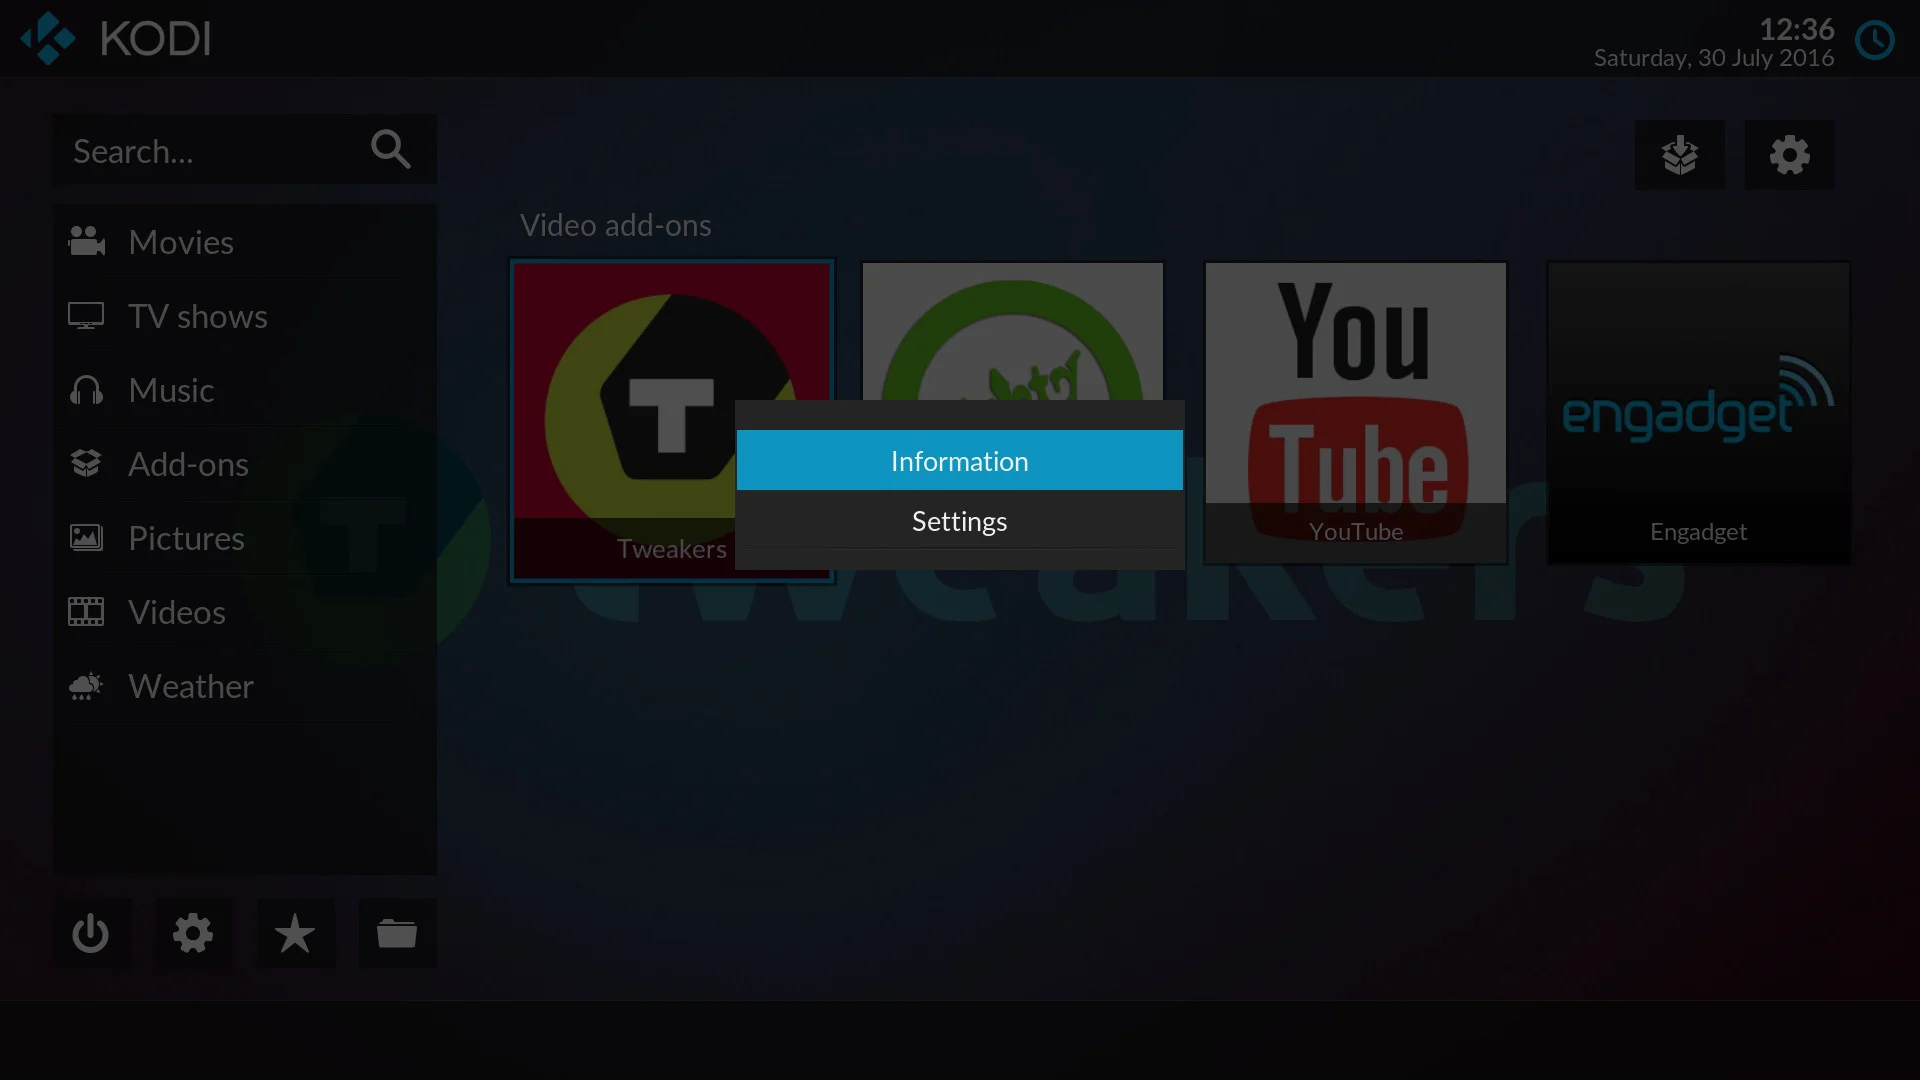 KODI
12:36
Saturday, 30 July 2016
Search...
Movies
TV shows
Music
Add-ons
Pictures
Videos
Weather
Video add-ons
T
Tweakers
You
Tube
YouTube
engadget
Engadget
Information
Settings
tweakers